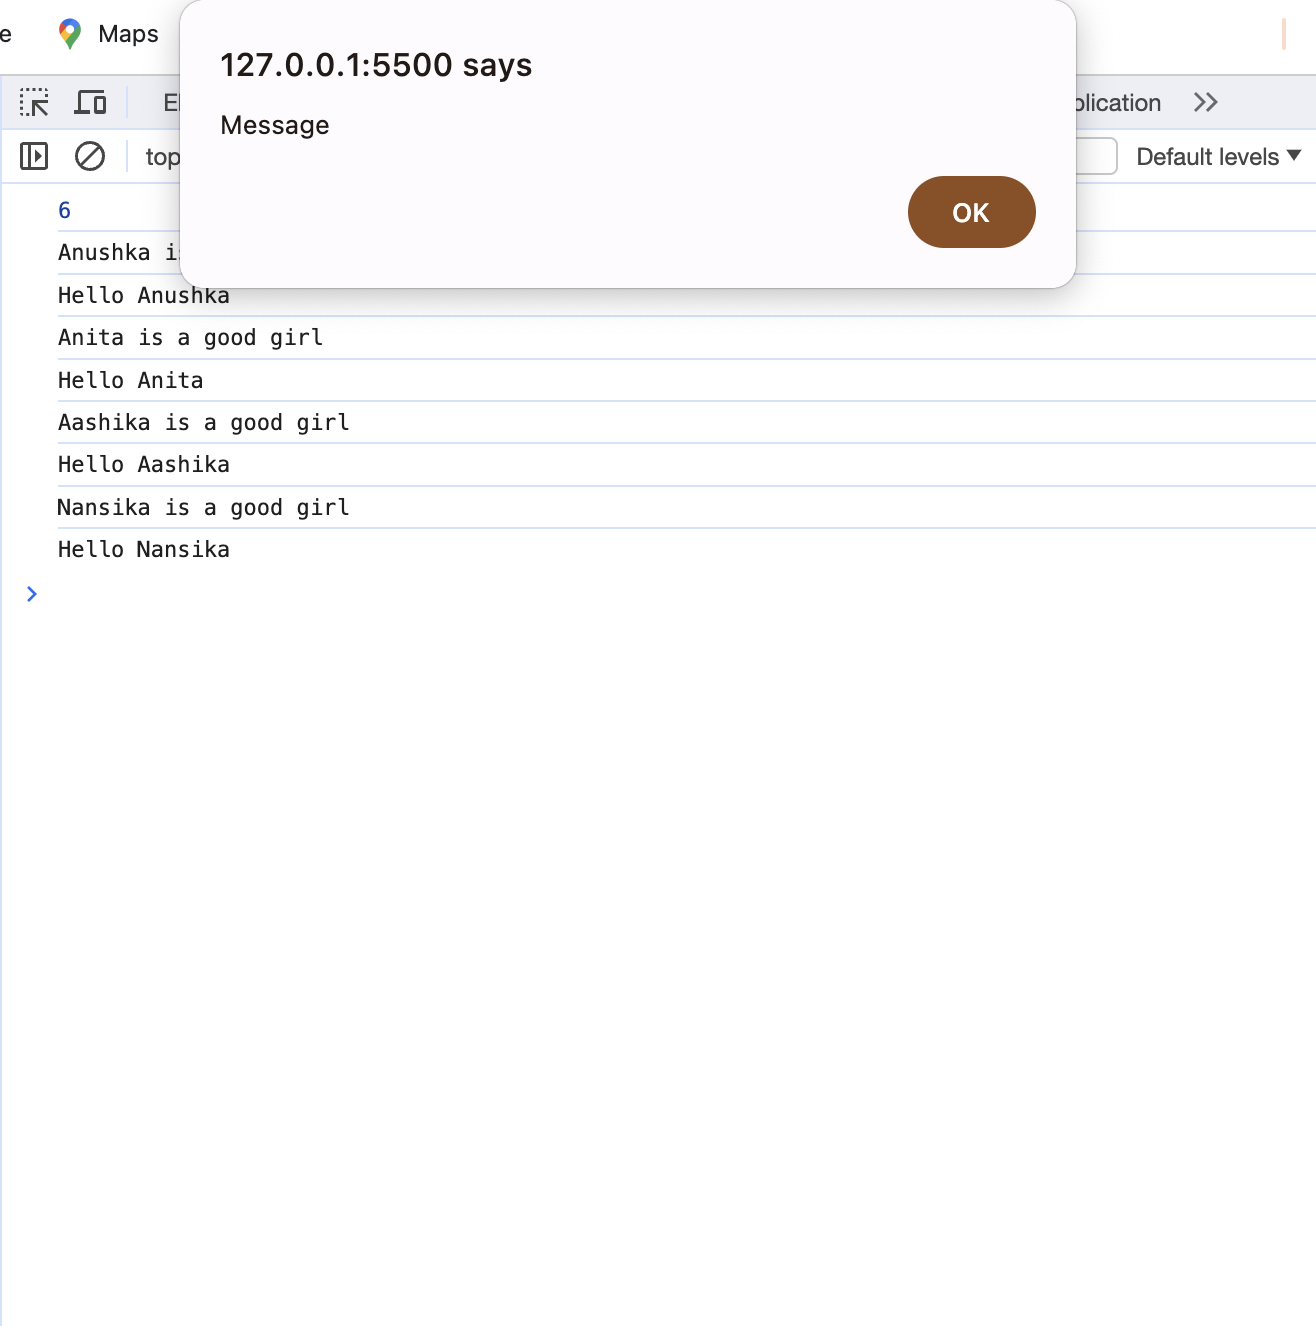 e Maps
127.0.0.1:5500 says
Message
OK
plication
top
Default levels
6
Anushka
Hello Anushka
Anita is a good girl
Hello Anita
Aashika is a good girl
Hello Aashika
Nansika is a good girl
Hello Nansika